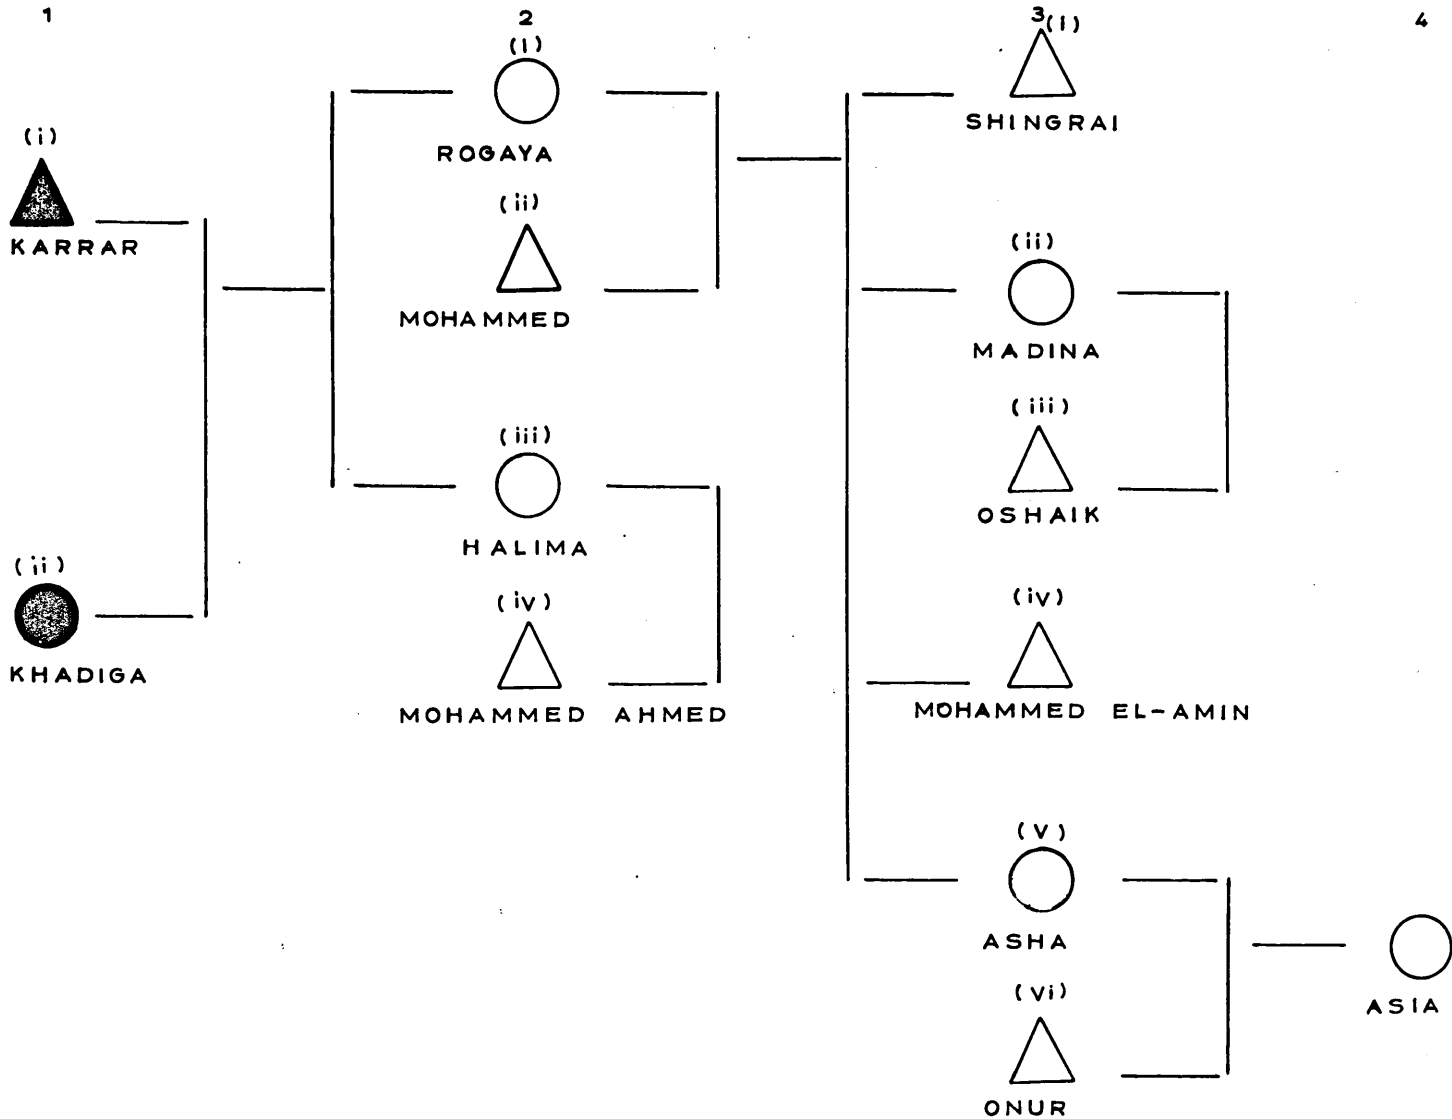 1
2
3
4
(i)
KARRAR
(ii)
KHADIGA
(i)
ROGAYA
(ii)
MOHAMMED
(iii)
HALIMA
(iv)
MOHAMMED AHMED
(i)
SHINGRAI
(ii)
MADINA
(iii)
OSHAIK
(iv)
MOHAMMED EL-AMIN
(v)
ASHA
(vi)
ONUR
ASIA